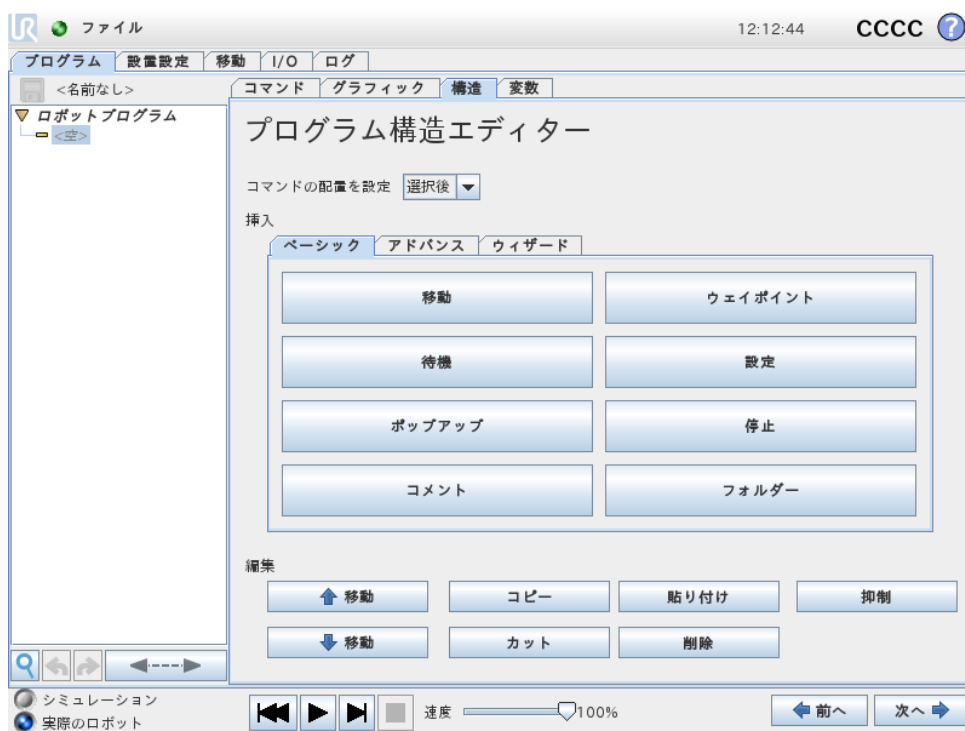 UR ファイル 12:12:44 CCCC ?
プログラム 設置設定 移動 I/O ログ
<名前なし> コマンド グラフィック 構造 変数
ロボットプログラム
<空>
プログラム構造エディター
コマンドの配置を設定 選択後
挿入
ベーシック アドバンス ウィザード
移動 ウェイポイント
待機 設定
ポップアップ 停止
コメント フォルダー
編集
移動 コピー 貼り付け 抑制
移動 カット 削除
シミュレーション
実際のロボット
速度 100% 前へ 次へ